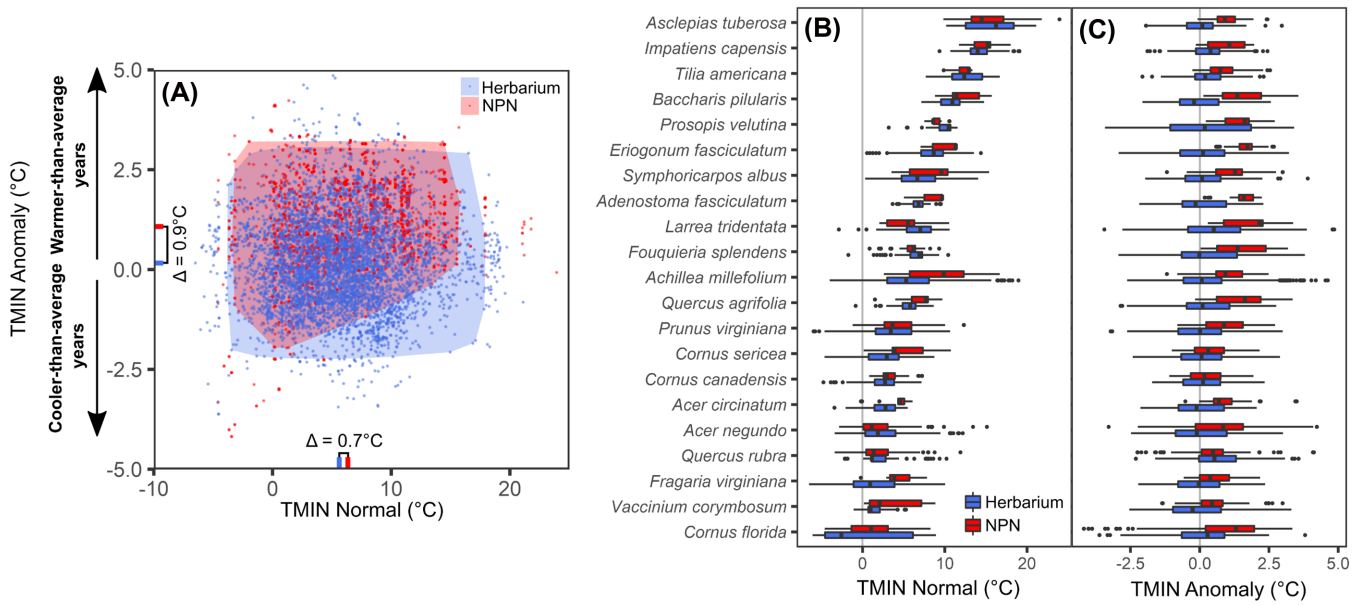 (A)
Herbarium
NPN
TMIN Anomaly (°C)
Cooler-than-average Warmer-than-average
years years
5.0
2.5
0.0
-2.5
-5.0
Δ = 0.9°C
Δ = 0.7°C
-10 0 10 20
TMIN Normal (°C)
(B)
(C)
Asclepias tuberosa
Impatiens capensis
Tilia americana
Baccharis pilularis
Prosopis velutina
Eriogonum fasciculatum
Symphoricarpos albus
Adenostoma fasciculatum
Larrea tridentata
Fouquieria splendens
Achillea millefolium
Quercus agrifolia
Prunus virginiana
Cornus sericea
Cornus canadensis
Acer circinatum
Acer negundo
Quercus rubra
Fragaria virginiana
Vaccinium corymbosum
Cornus florida
Herbarium
NPN
0 10 20
TMIN Normal (°C)
-2.5 0.0 2.5 5.0
TMIN Anomaly (°C)